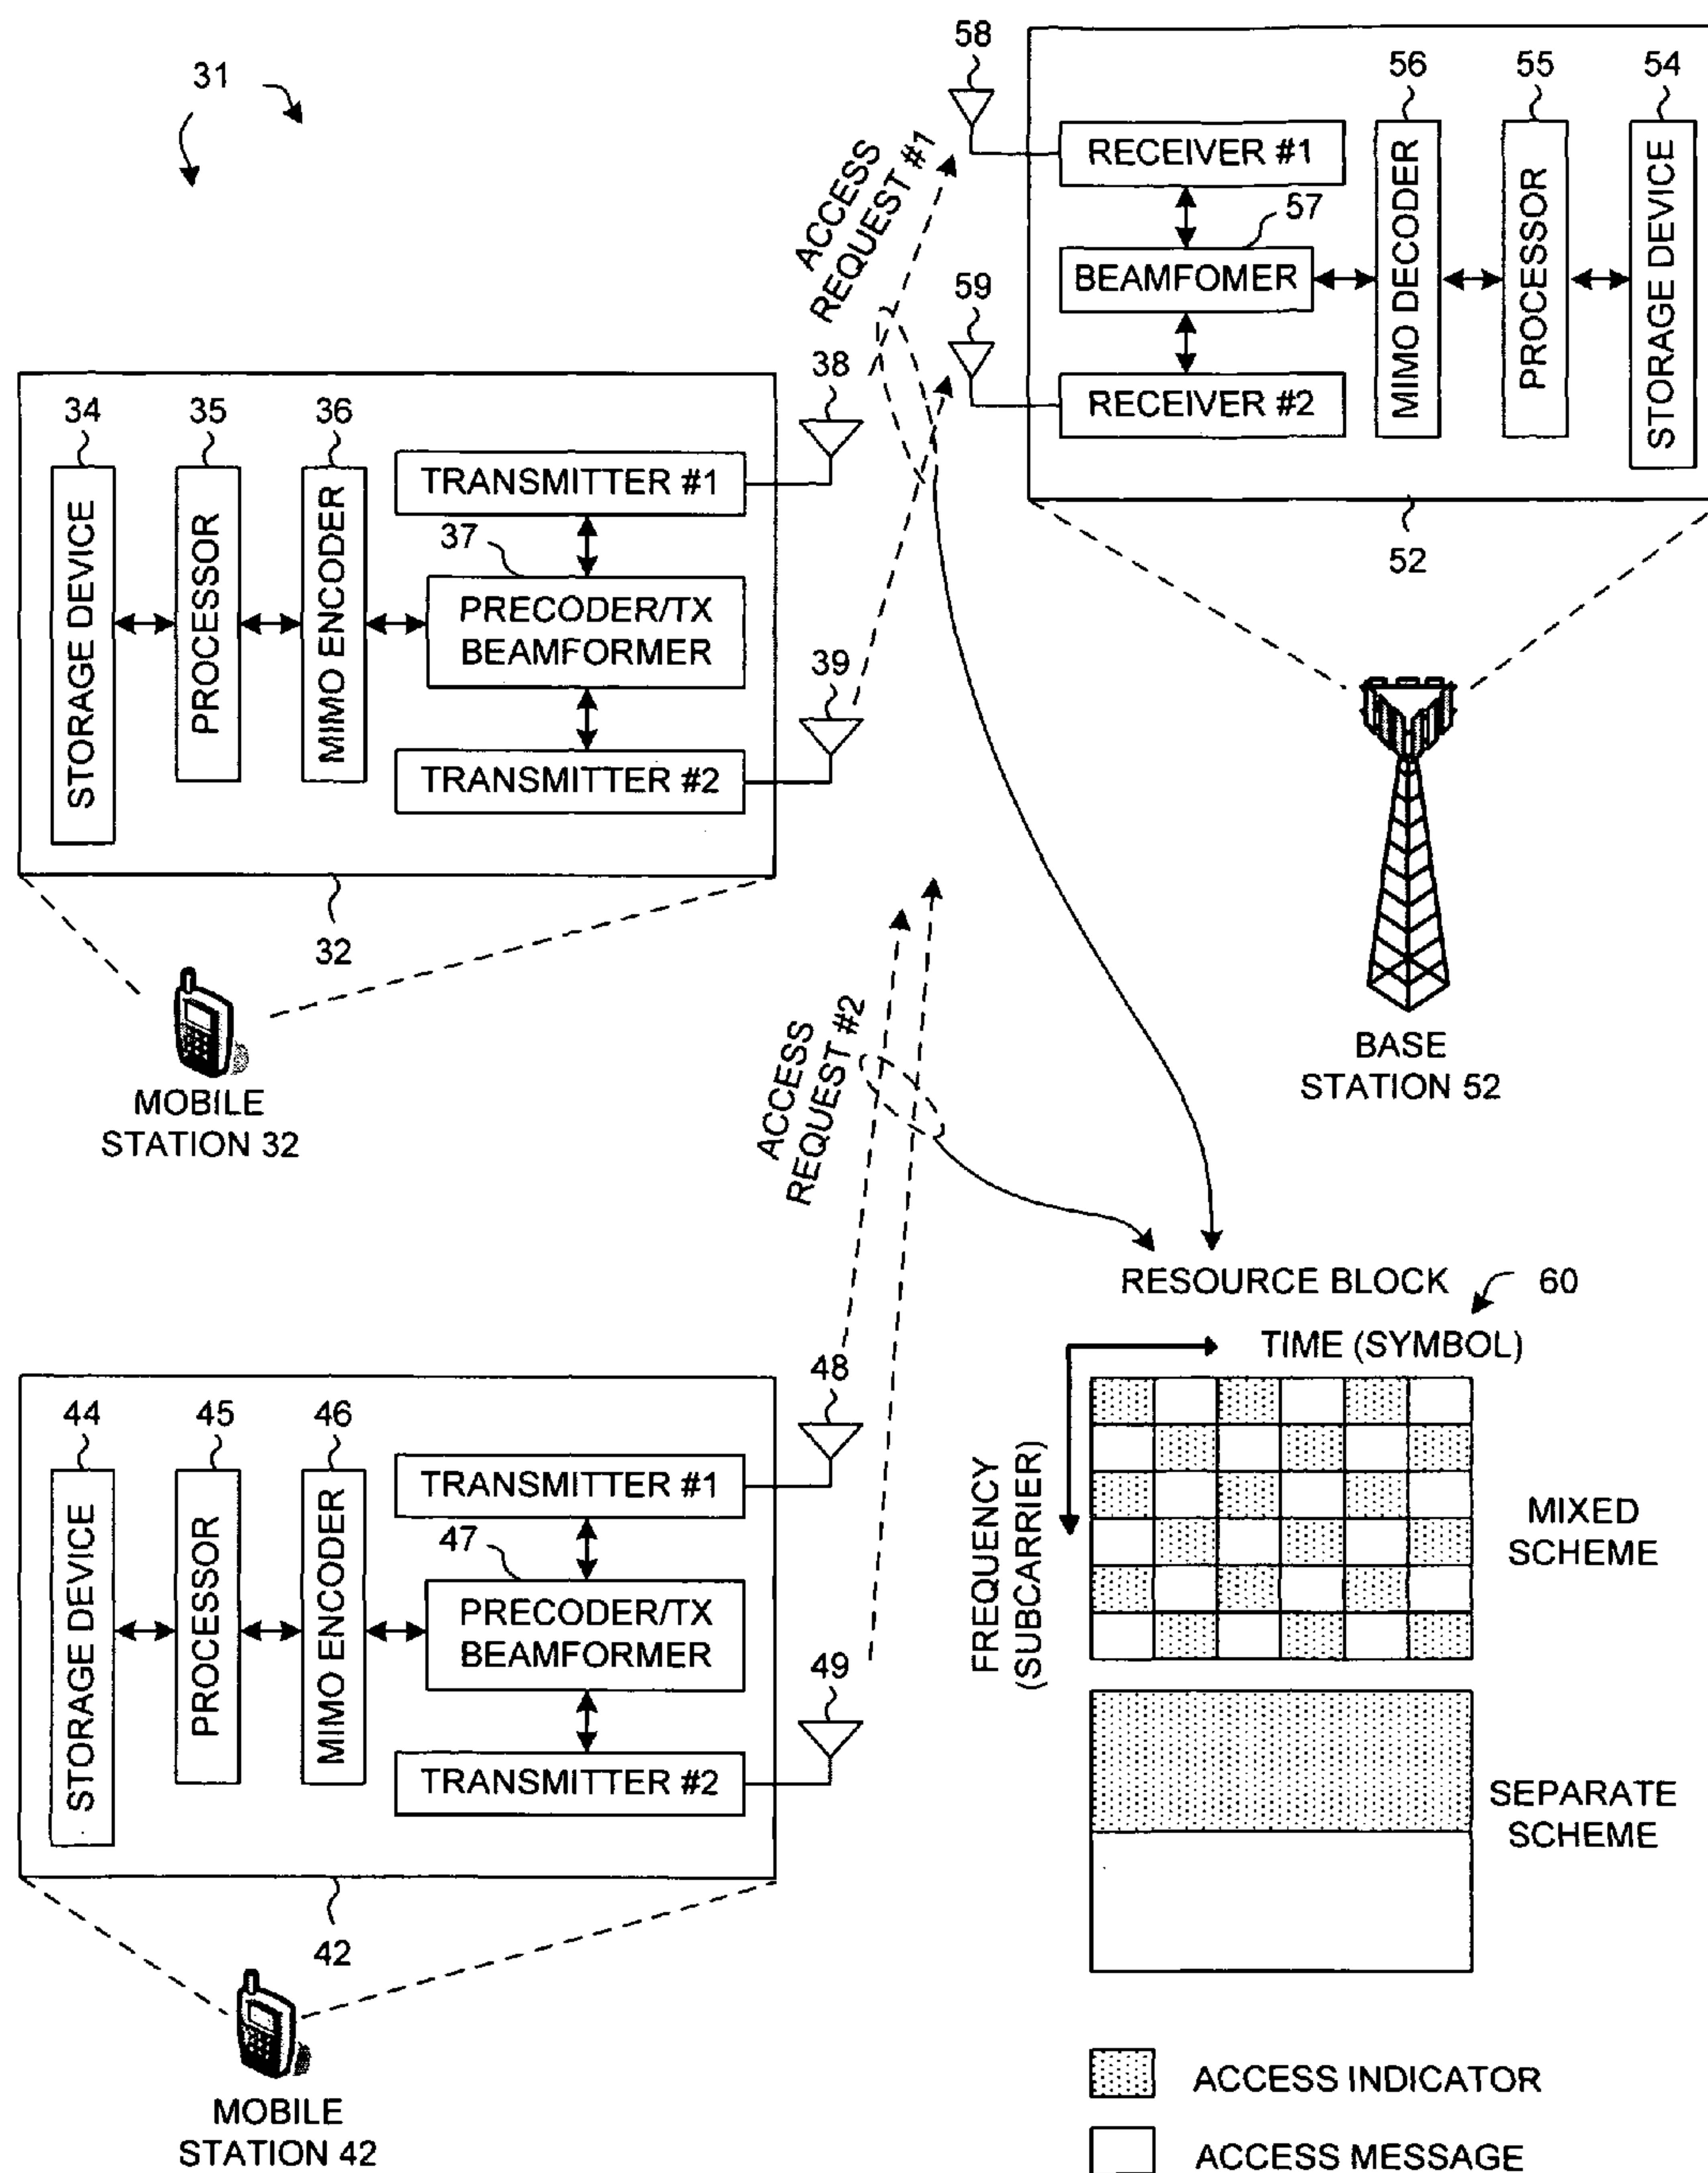 31
58
56
55
54
RECEIVER #1
57
BEAMFOMER
59
RECEIVER #2
MIMO DECODER
PROCESSOR
STORAGE DEVICE
52
ACCESS
REQUEST #1
34
35
36
38
STORAGE DEVICE
PROCESSOR
MIMO ENCODER
TRANSMITTER #1
37
PRECODER/TX
BEAMFORMER
39
TRANSMITTER #2
32
MOBILE
STATION 32
BASE
STATION 52
ACCESS
REQUEST #2
44
45
46
48
STORAGE DEVICE
PROCESSOR
MIMO ENCODER
TRANSMITTER #1
47
PRECODER/TX
BEAMFORMER
49
TRANSMITTER #2
42
MOBILE
STATION 42
RESOURCE BLOCK
60
TIME (SYMBOL)
FREQUENCY
(SUBCARRIER)
MIXED
SCHEME
SEPARATE
SCHEME
ACCESS INDICATOR
ACCESS MESSAGE